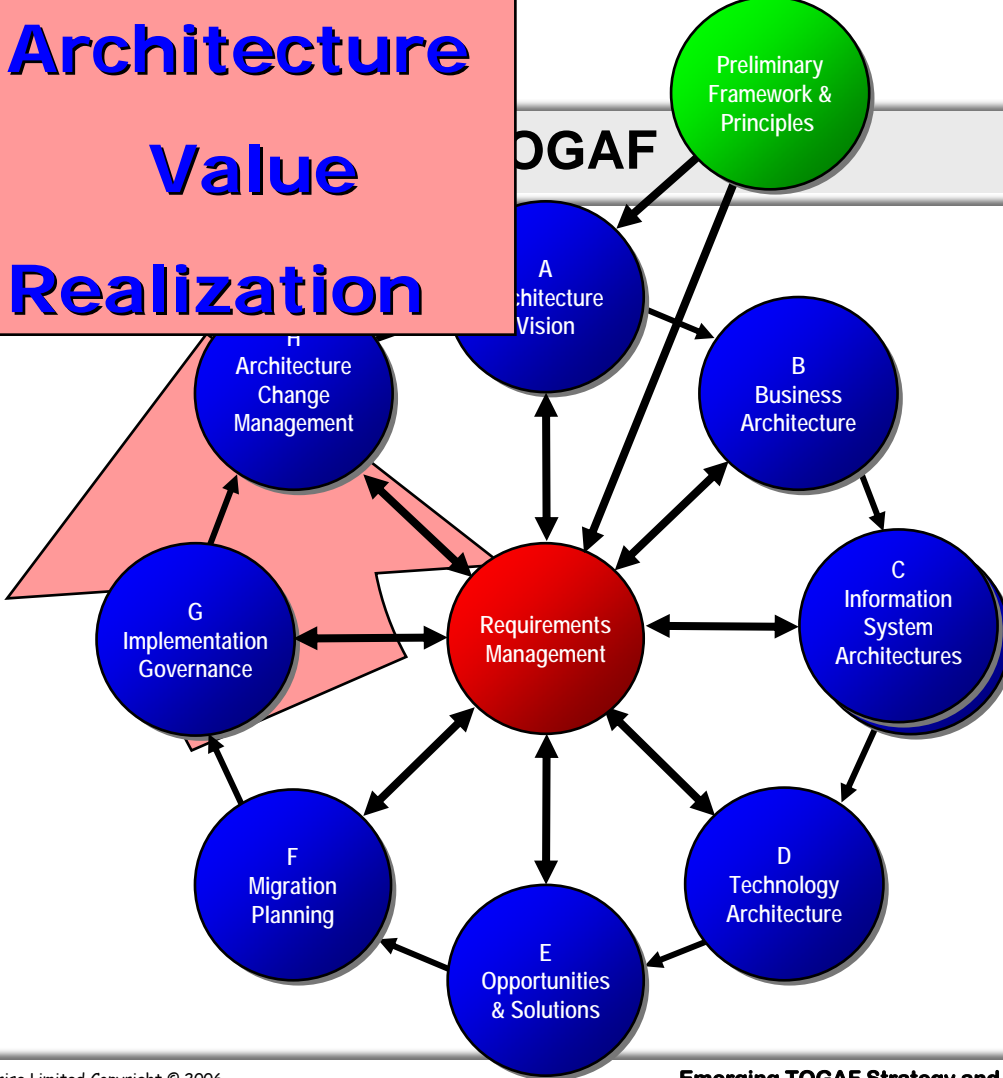 Architecture
Value
Realization
OGAF
Preliminary
Framework &
Principles
A
chitecture
Vision
B
Business
Architecture
C
Information
System
Architectures
D
Technology
Architecture
E
Opportunities
& Solutions
F
Migration
Planning
G
Implementation
Governance
H
Architecture
Change
Management
Requirements
Management
Limited Copyright ©
Emerging TOGAF Strategy and